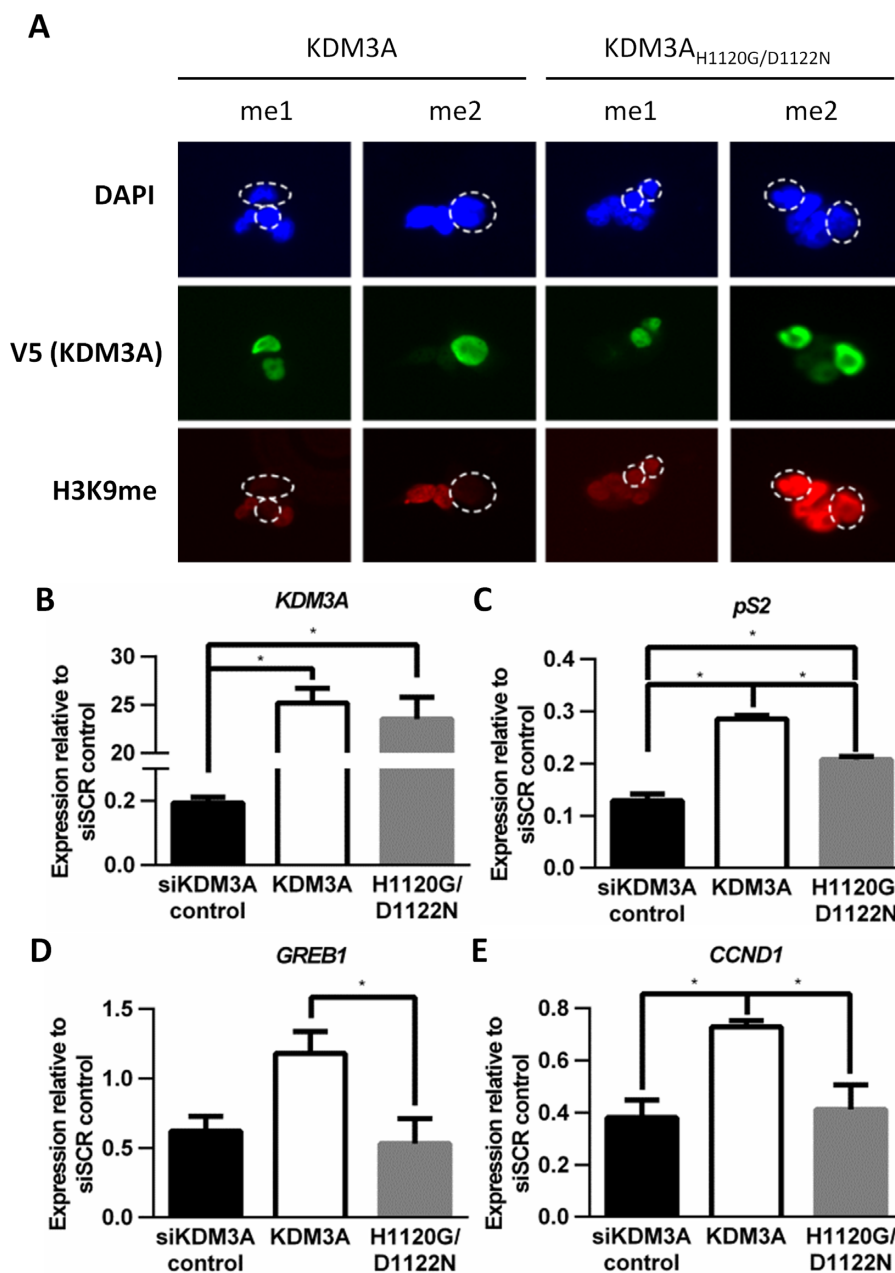 A
KDM3A KDM3A_H1120G/D1122N
me1 me2 me1 me2
DAPI
V5 (KDM3A)
H3K9me
B
KDM3A
Expression relative to
siSCR control
30
25
20
0.2
0.0
* *
siKDM3A
control
KDM3A
H1120G/
D1122N
C
pS2
Expression relative to
siSCR control
0.4
0.3
0.2
0.1
0.0
*
* *
siKDM3A
control
KDM3A
H1120G
D1122N
D
GREB1
Expression relative to
siSCR control
1.5
1.0
0.5
0.0
*
siKDM3A
control
KDM3A
H1120G/
D1122N
E
CCND1
Expression relative to
siSCR control
0.8
0.6
0.4
0.2
0.0
* *
siKDM3A
control
KDM3A
H1120G/
D1122N